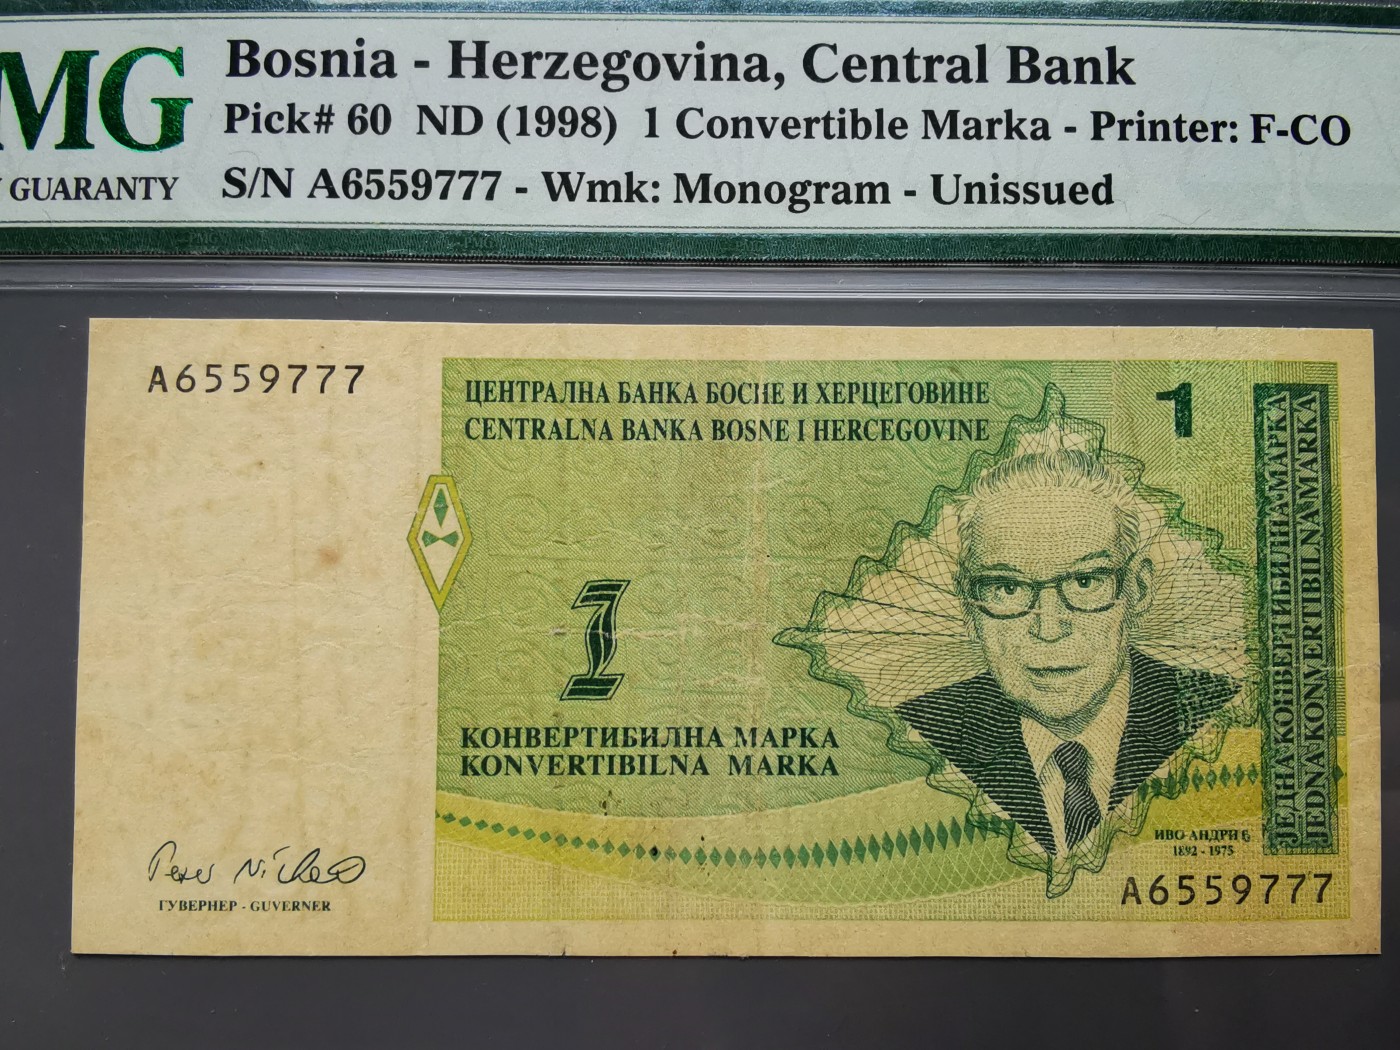 MG
GUARANTY
Bosnia - Herzegovina, Central Bank
Pick# 60 ND (1998) 1 Convertible Marka - Printer: F-CO
S/N A6559777 - Wmk: Monogram - Unissued
A6559777
ЦЕНТРАЛНА БАНКА БОСНЕ И ХЕРЦЕГОВИНЕ
CENTRALNA BANKA BOSNE I HERCEGOVINE
1
ЈЕДНА КОНВЕРТИБИЛНА МАРКА
JEDNA KONVERTIBILNA MARKA
1
КОНВЕРТИБИЛНА МАРКА
KONVERTIBILNA MARKA
ИВО АНДРИЋ
1892 - 1975
A6559777
Peter Nicholl
ГУВЕРНЕР - GUVERNER